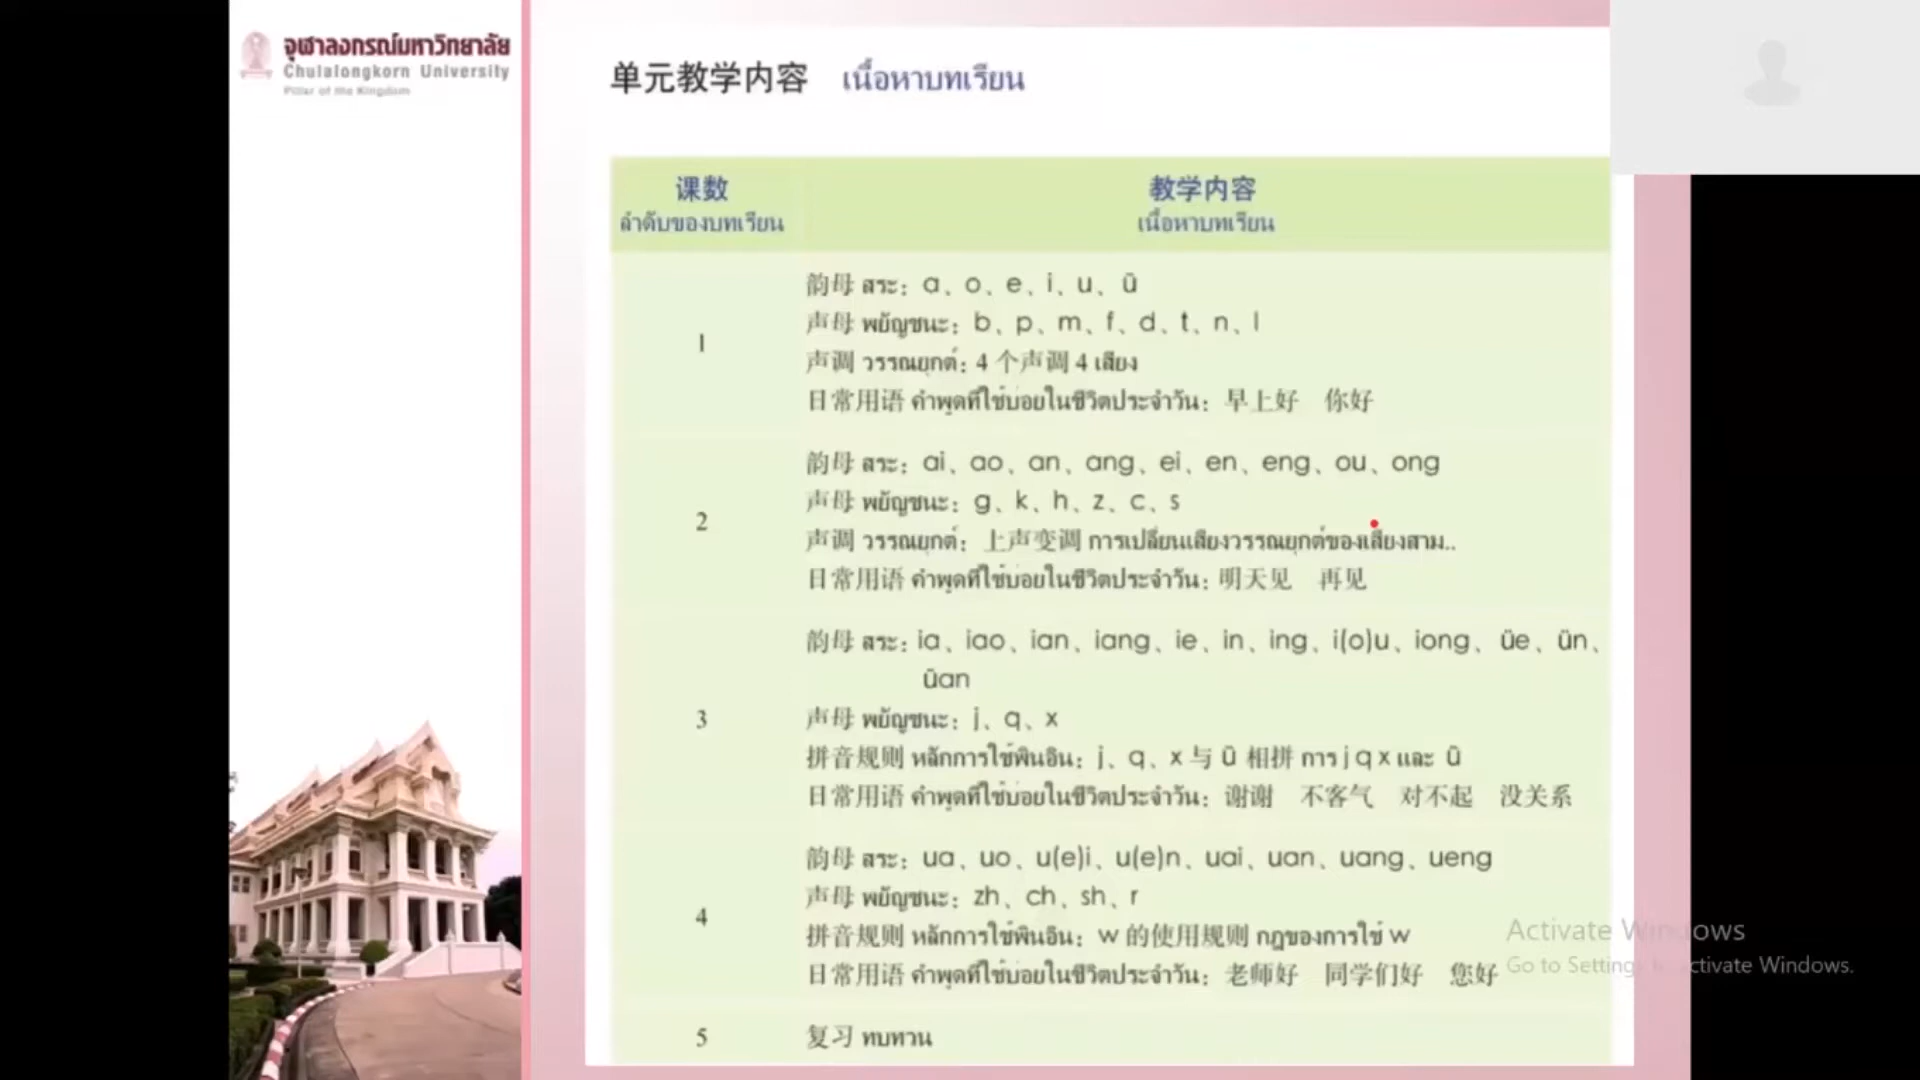 จุฬาลงกรณ์มหาวิทยาลัย
Chulalongkorn University
Pillar of the Kingdom
单元教学内容 เนื้อหาบทเรียน
课数 教学内容
ลำดับของบทเรียน เนื้อหาบทเรียน
1
韵母 สระ: a、o、e、i、u、ü
声母 พยัญชนะ: b、p、m、f、d、t、n、l
声调 วรรณยุกต์: 4 个声调 4 เสียง
日常用语 คำพูดที่ใช้บ่อยในชีวิตประจำวัน: 早上好 你好
2
韵母 สระ: ai、ao、an、ang、ei、en、eng、ou、ong
声母 พยัญชนะ: g、k、h、z、c、s
声调 วรรณยุกต์: 上声变调 การเปลี่ยนเสียงวรรณยุกต์ของเสียงสาม..
日常用语 คำพูดที่ใช้บ่อยในชีวิตประจำวัน: 明天见 再见
3
韵母 สระ: ia、iao、ian、iang、ie、in、ing、i(o)u、iong、üe、ün、
üan
声母 พยัญชนะ: j、q、x
拼音规则 หลักการใช้พินอิน: j、q、x 与 ü 相拼 การ j q x และ ü
日常用语 คำพูดที่ใช้บ่อยในชีวิตประจำวัน: 谢谢 不客气 对不起 没关系
4
韵母 สระ: ua、uo、u(e)i、u(e)n、uai、uan、uang、ueng
声母 พยัญชนะ: zh、ch、sh、r
拼音规则 หลักการใช้พินอิน: w 的使用规则 กฎของการใช้ w
日常用语 คำพูดที่ใช้บ่อยในชีวิตประจำวัน: 老师好 同学们好 您好
5 复习 ทบทวน
Activate Windows
Go to Settings to activate Windows.